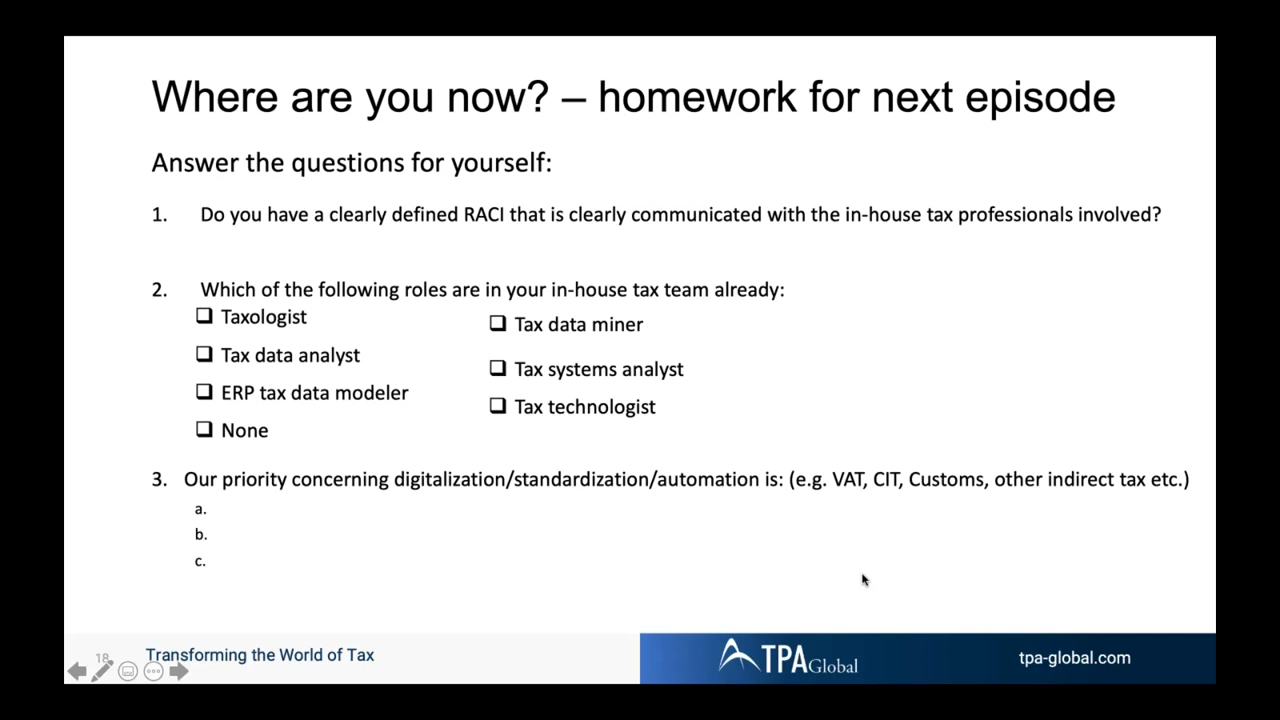 Where are you now? – homework for next episode
Answer the questions for yourself:
1. Do you have a clearly defined RACI that is clearly communicated with the in-house tax professionals involved?
2. Which of the following roles are in your in-house tax team already:
❑ Taxologist
❑ Tax data analyst
❑ ERP tax data modeler
❑ None
❑ Tax data miner
❑ Tax systems analyst
❑ Tax technologist
3. Our priority concerning digitalization/standardization/automation is: (e.g. VAT, CIT, Customs, other indirect tax etc.)
a.
b.
c.
18
Transforming the World of Tax
TPA Global
tpa-global.com